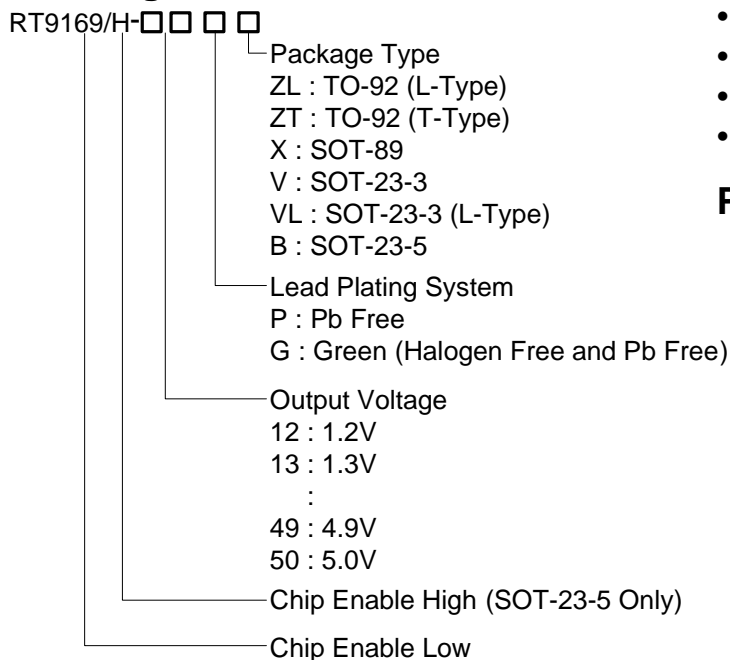 RT9169/H-□□ □ □
Package Type
ZL : TO-92 (L-Type)
ZT : TO-92 (T-Type)
X : SOT-89
V : SOT-23-3
VL : SOT-23-3 (L-Type)
B : SOT-23-5
Lead Plating System
P : Pb Free
G : Green (Halogen Free and Pb Free)
Output Voltage
12 : 1.2V
13 : 1.3V
:
49 : 4.9V
50 : 5.0V
Chip Enable High (SOT-23-5 Only)
Chip Enable Low